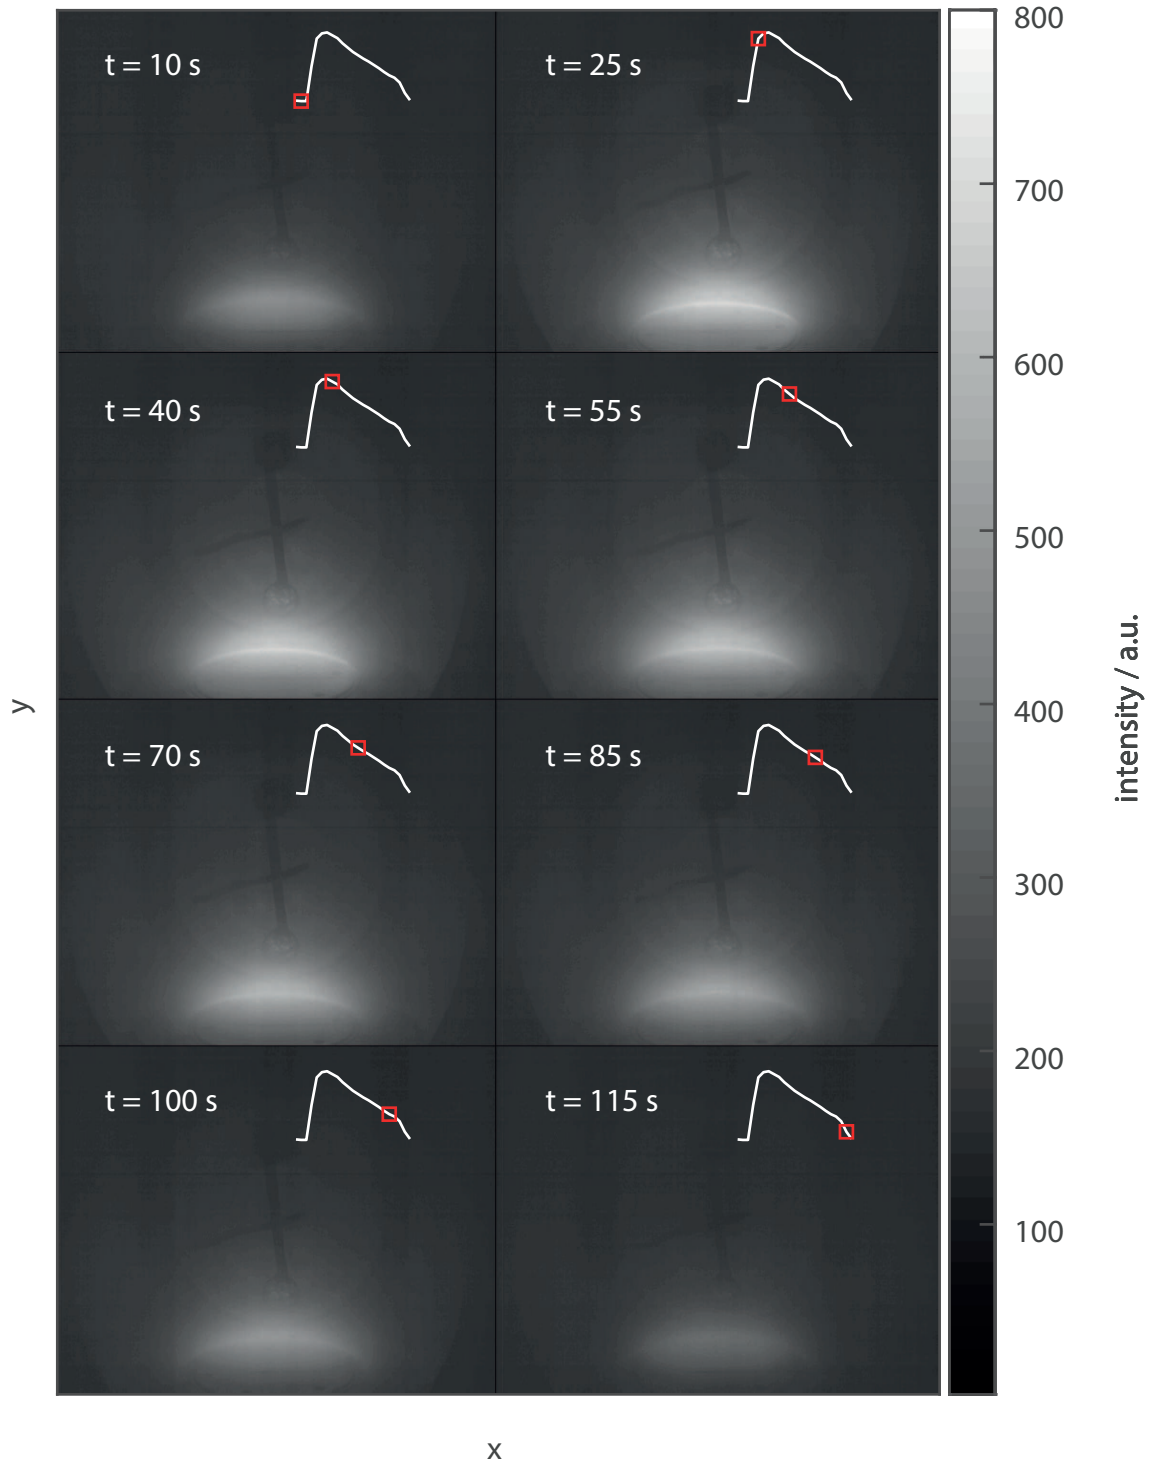 t = 10 s
t = 25 s
t = 40 s
t = 55 s
t = 70 s
t = 85 s
t = 100 s
t = 115 s
800
700
600
500
400
300
200
100
intensity / a.u.
y
x